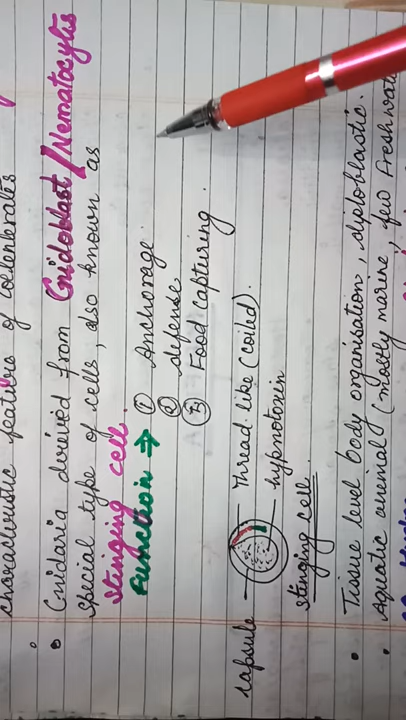 characteristic feature of coelenterates
• Cnidaria derived from Cnidoblast/Nematocytes
special type of cells, also known as
stinging cell.
Function → ① Anchorage
② defense
③ Food capturing.
capsule Thread like (coiled).
hypnotoxin
stinging cell
• Tissue level body organisation, diploblastic.
• Aquatic animal (mostly marine, few freshwat